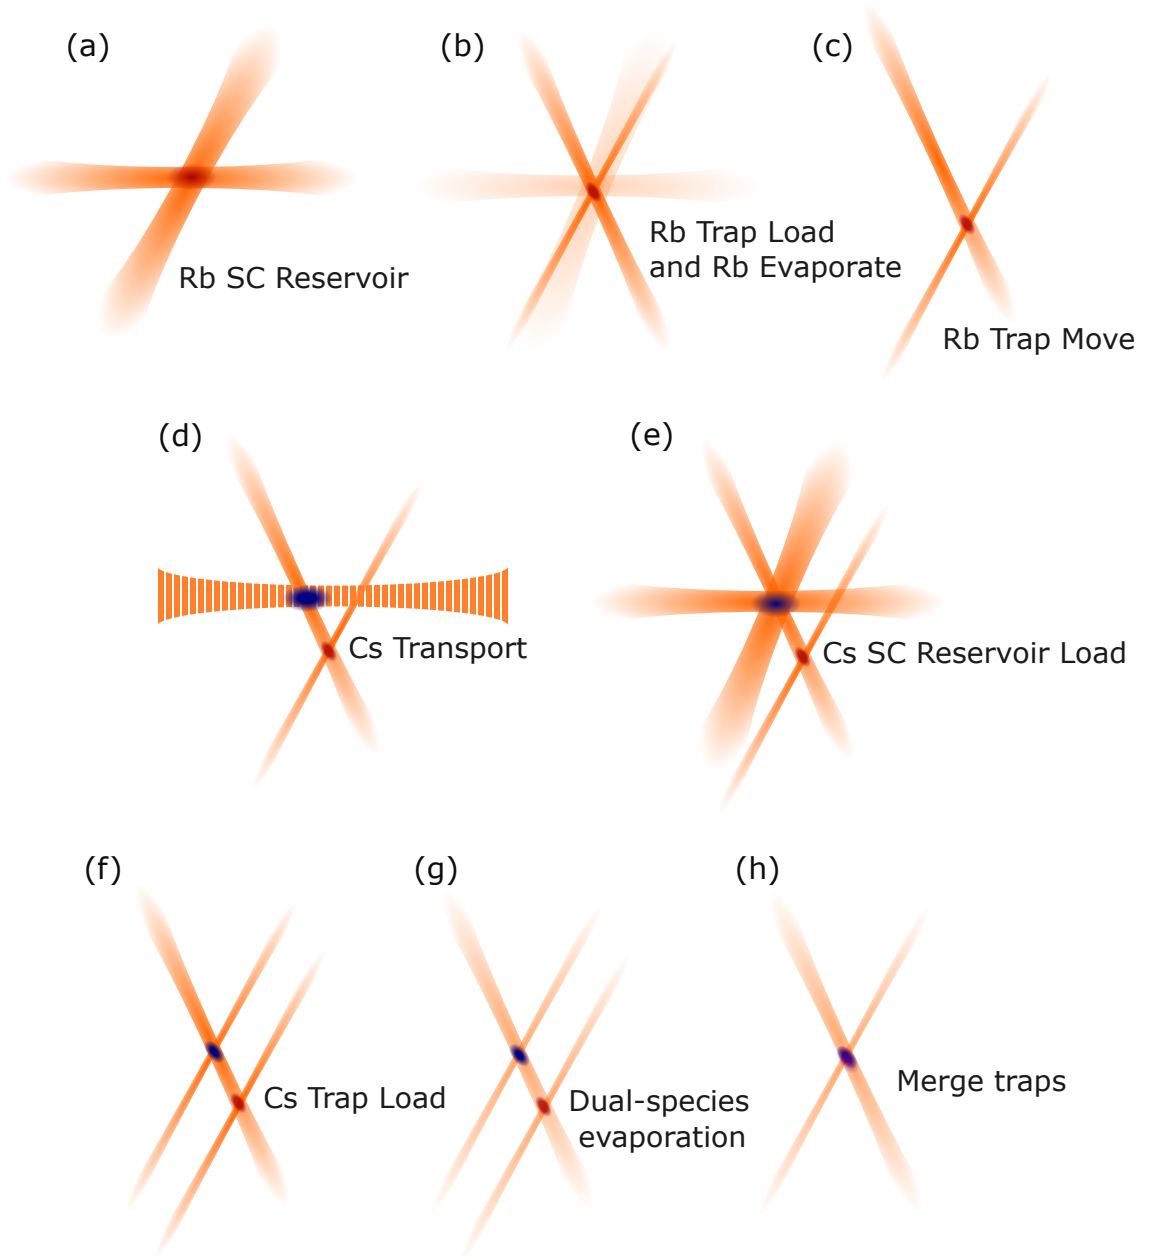 (a)
(b)
(c)
Rb SC Reservoir
Rb Trap Load
and Rb Evaporate
Rb Trap Move
(d)
(e)
Cs Transport
Cs SC Reservoir Load
(f)
(g)
(h)
Cs Trap Load
Dual-species
evaporation
Merge traps